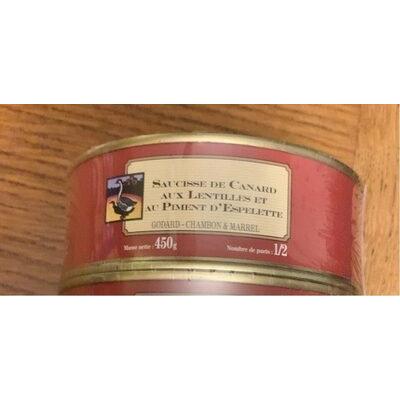 Saucisse de Canard
aux Lentilles et
au Piment d'Espelette
GODARD - CHAMBON & MARREL
Masse nette : 450g
Nombre de parts : 1/2